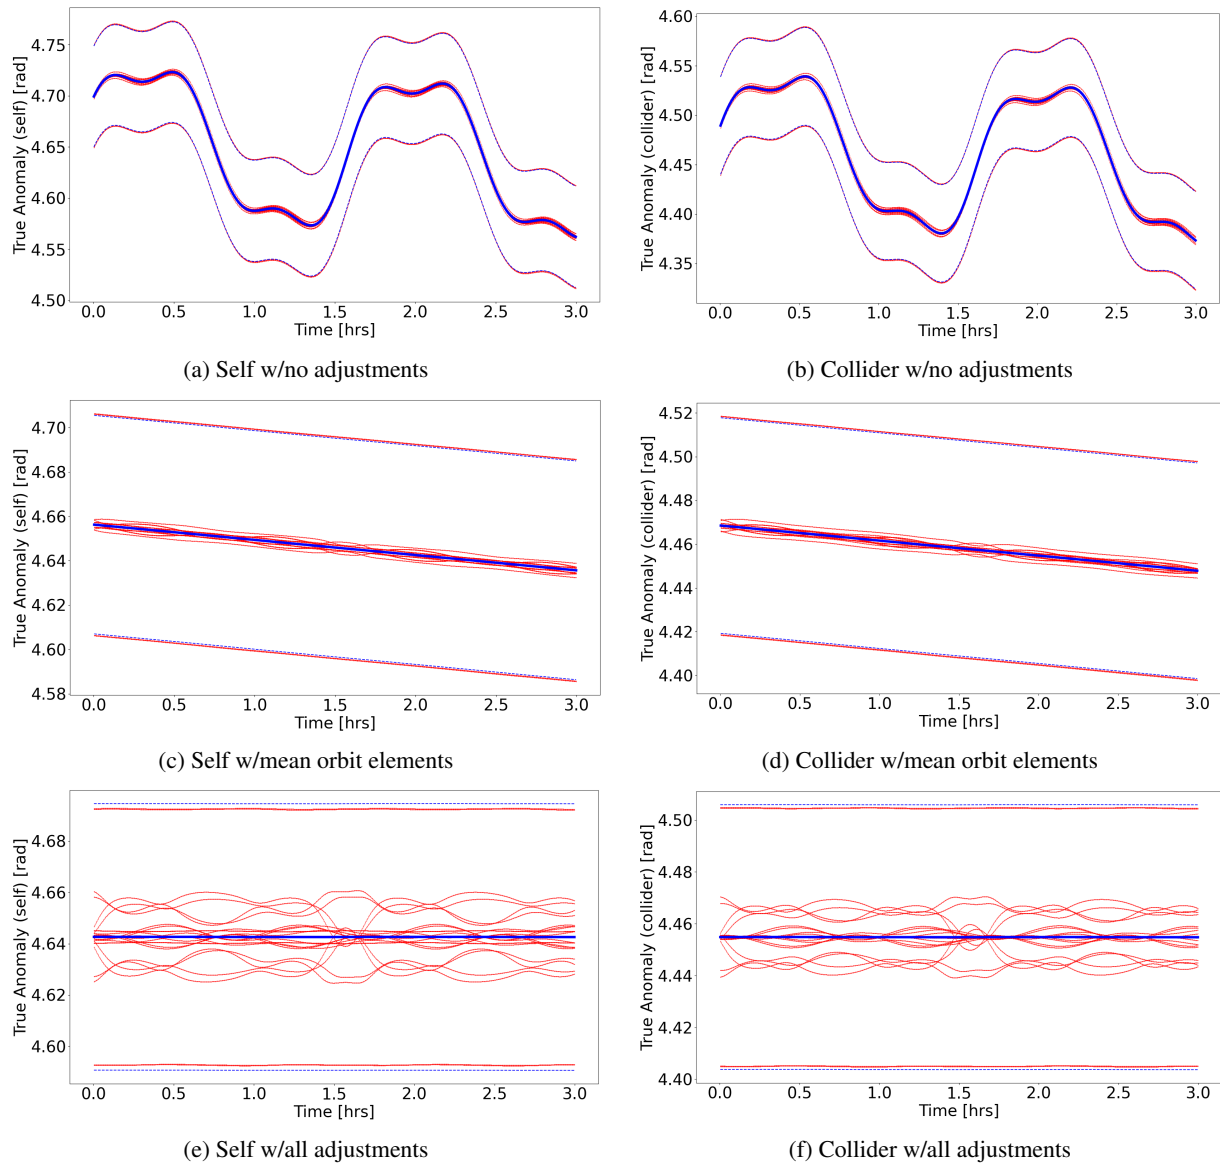 True Anomaly (self) [rad]
4.75
4.70
4.65
4.60
4.55
4.50
0.0 0.5 1.0 1.5 2.0 2.5 3.0
Time [hrs]
(a) Self w/no adjustments
True Anomaly (collider) [rad]
4.60
4.55
4.50
4.45
4.40
4.35
0.0 0.5 1.0 1.5 2.0 2.5 3.0
Time [hrs]
(b) Collider w/no adjustments
True Anomaly (self) [rad]
4.70
4.68
4.66
4.64
4.62
4.60
4.58
0.0 0.5 1.0 1.5 2.0 2.5 3.0
Time [hrs]
(c) Self w/mean orbit elements
True Anomaly (collider) [rad]
4.52
4.50
4.48
4.46
4.44
4.42
4.40
0.0 0.5 1.0 1.5 2.0 2.5 3.0
Time [hrs]
(d) Collider w/mean orbit elements
True Anomaly (self) [rad]
4.68
4.66
4.64
4.62
4.60
0.0 0.5 1.0 1.5 2.0 2.5 3.0
Time [hrs]
(e) Self w/all adjustments
True Anomaly (collider) [rad]
4.50
4.48
4.46
4.44
4.42
4.40
0.0 0.5 1.0 1.5 2.0 2.5 3.0
Time [hrs]
(f) Collider w/all adjustments